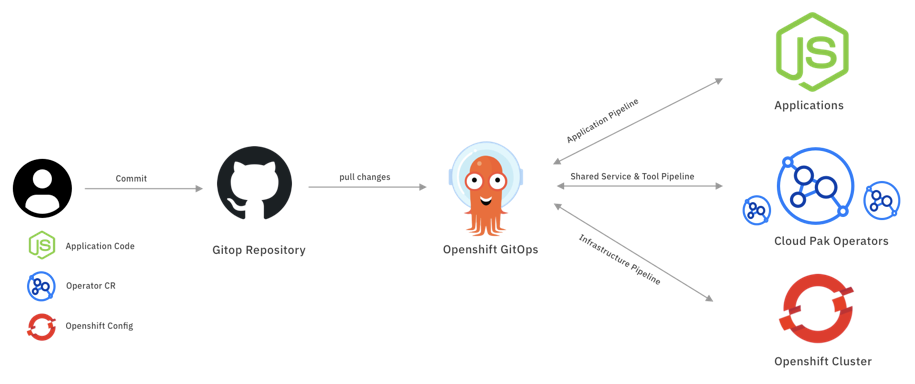 Commit
Application Code
Operator CR
Openshift Config
Gitop Repository
pull changes
Openshift GitOps
Application Pipeline
Shared Service & Tool Pipeline
Infrastructure Pipeline
JS
Applications
Cloud Pak Operators
Openshift Cluster
JS